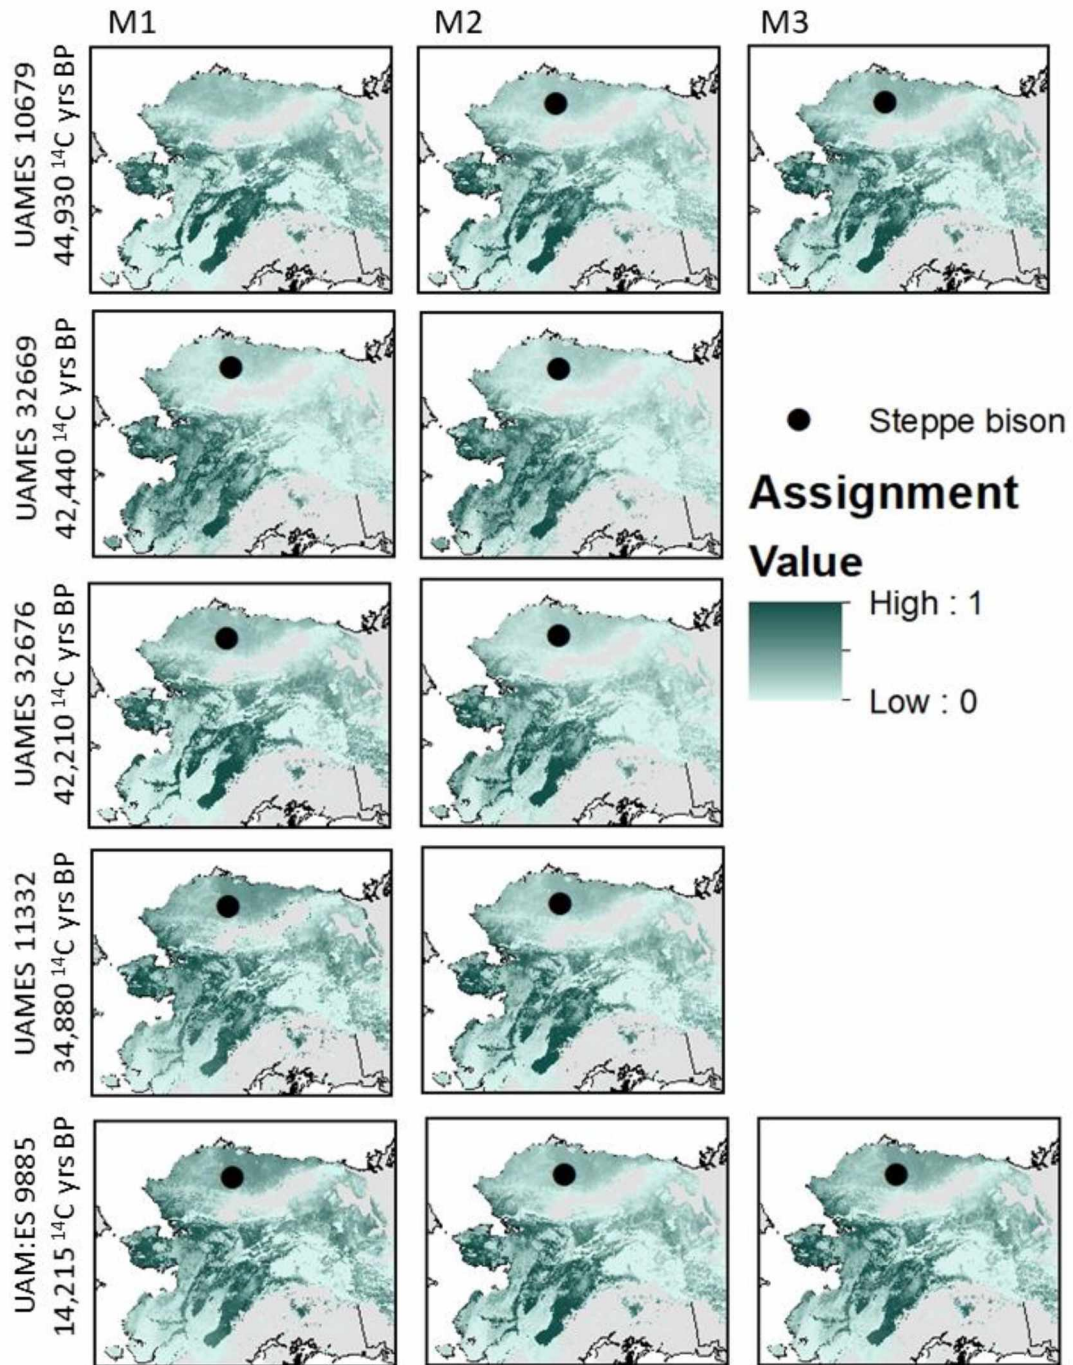 M1
M2
M3
UAMES 10679
44,930 ¹⁴C yrs BP
UAMES 32669
42,440 ¹⁴C yrs BP
Steppe bison
Assignment
Value
High : 1
Low : 0
UAMES 32676
42,210 ¹⁴C yrs BP
UAMES 11332
34,880 ¹⁴C yrs BP
UAM:ES 9885
14,215 ¹⁴C yrs BP